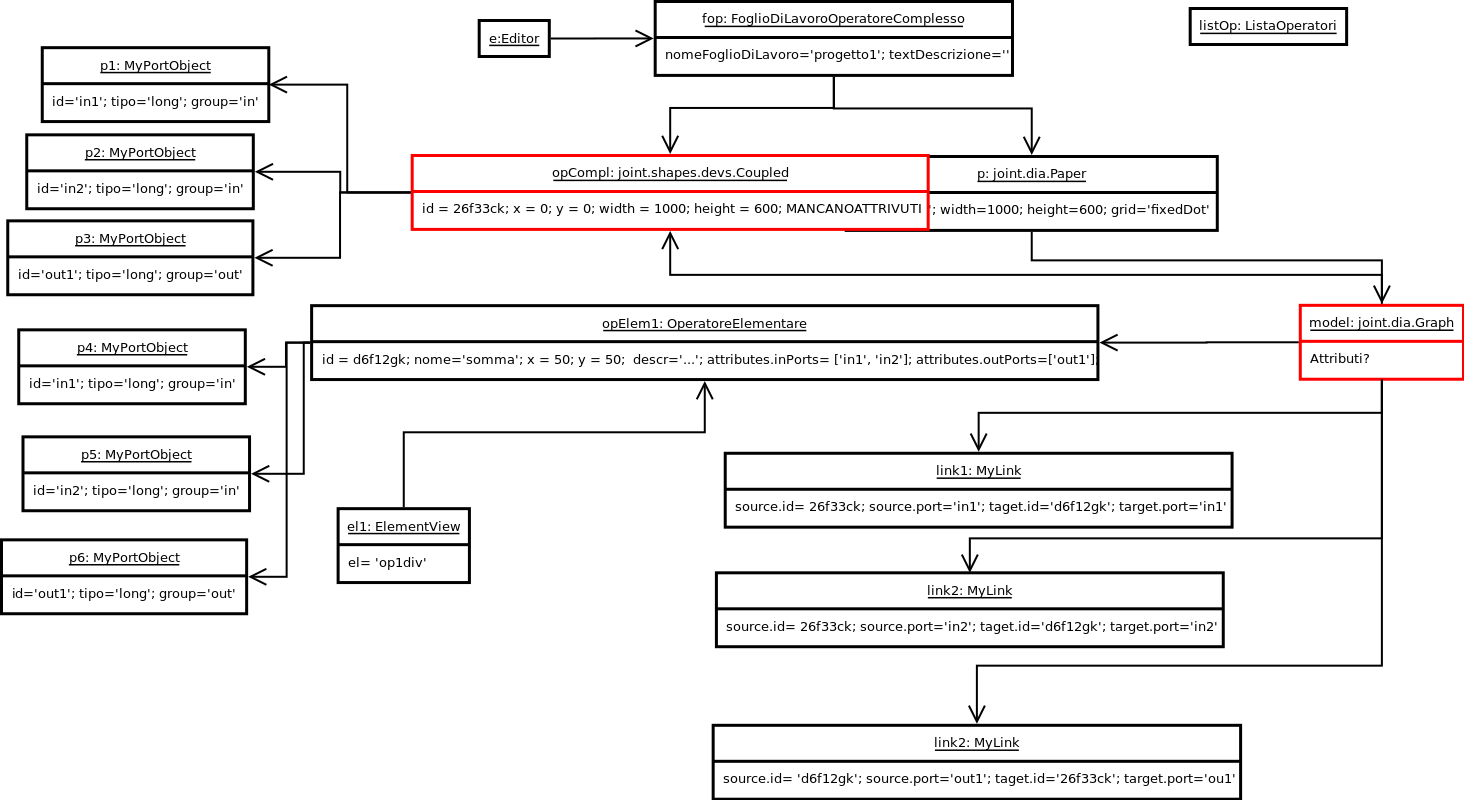 fop: FoglioDiLavoroOperatoreComplesso
nomeFoglioDiLavoro='progetto1'; textDescrizione=''
e:Editor
listOp: ListaOperatori
p1: MyPortObject
id='in1'; tipo='long'; group='in'
p2: MyPortObject
id='in2'; tipo='long'; group='in'
p3: MyPortObject
id='out1'; tipo='long'; group='out'
opCompl: joint.shapes.devs.Coupled
id = 26f33ck; x = 0; y = 0; width = 1000; height = 600; MANCANOATTRIVUTI
p: joint.dia.Paper
'; width=1000; height=600; grid='fixedDot'
opElem1: OperatoreElementare
id = d6f12gk; nome='somma'; x = 50; y = 50;  descr='...'; attributes.inPorts= ['in1', 'in2']; attributes.outPorts=['out1'];
model: joint.dia.Graph
Attributi?
p4: MyPortObject
id='in1'; tipo='long'; group='in'
p5: MyPortObject
id='in2'; tipo='long'; group='in'
p6: MyPortObject
id='out1'; tipo='long'; group='out'
el1: ElementView
el= 'op1div'
link1: MyLink
source.id= 26f33ck; source.port='in1'; taget.id='d6f12gk'; target.port='in1'
link2: MyLink
source.id= 26f33ck; source.port='in2'; taget.id='d6f12gk'; target.port='in2'
link2: MyLink
source.id= 'd6f12gk'; source.port='out1'; taget.id='26f33ck'; target.port='ou1'